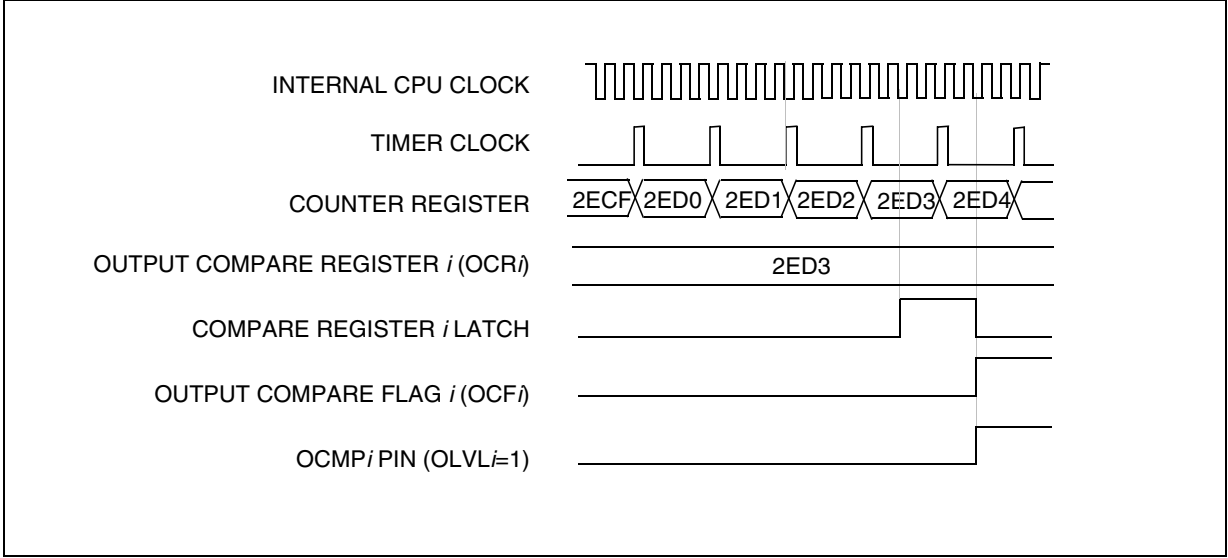 INTERNAL CPU CLOCK
TIMER CLOCK
COUNTER REGISTER 2ECF 2ED0 2ED1 2ED2 2ED3 2ED4
OUTPUT COMPARE REGISTER i (OCRi) 2ED3
COMPARE REGISTER i LATCH
OUTPUT COMPARE FLAG i (OCFi)
OCMPi PIN (OLVLi=1)